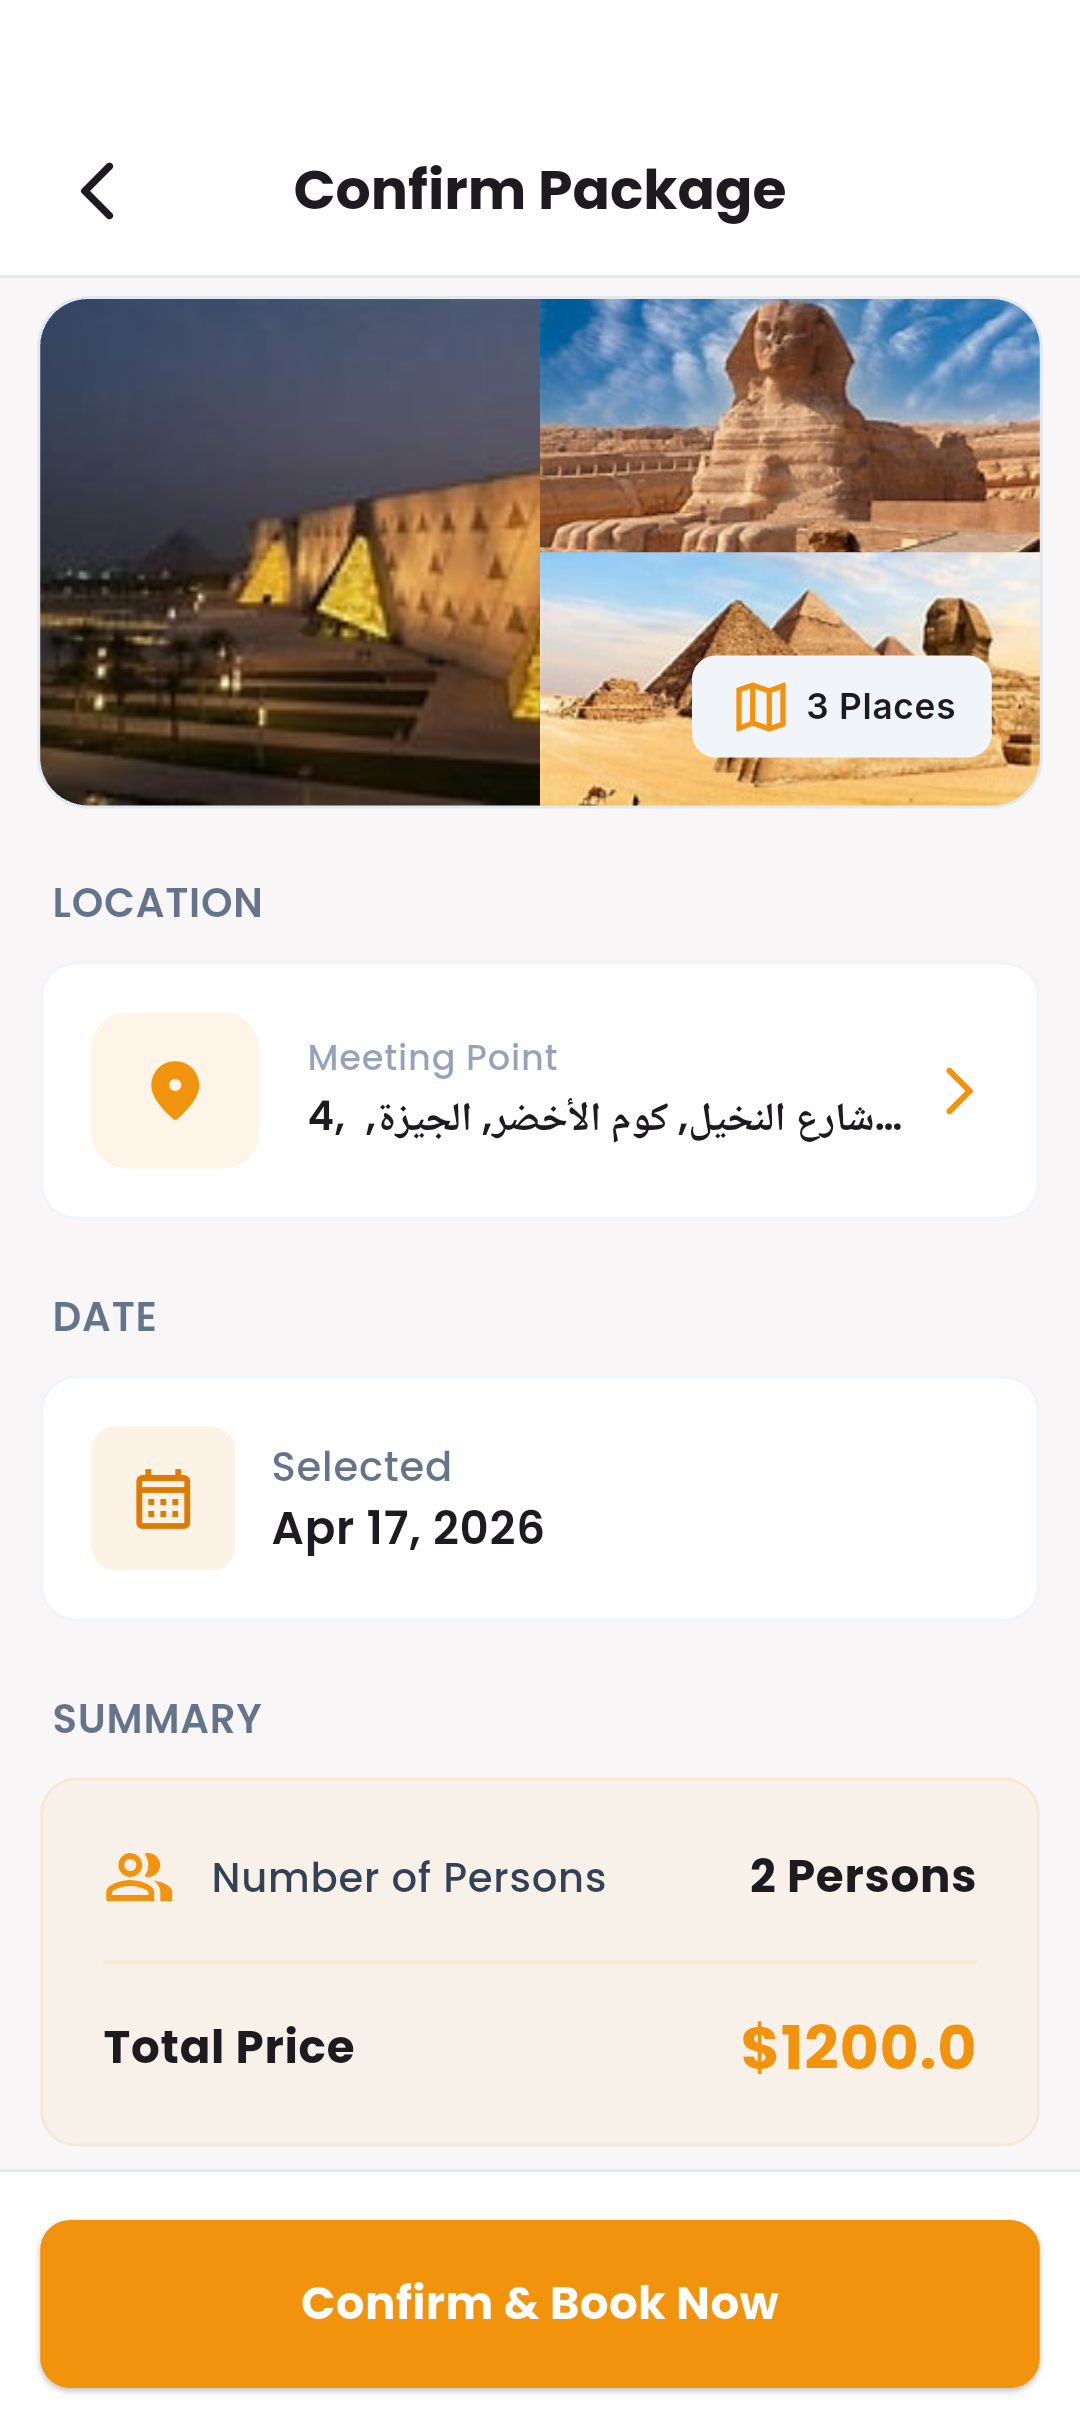 Confirm Package
3 Places
LOCATION
Meeting Point
4, شارع النخيل, كوم الأخضر, الجيزة, ...
DATE
Selected
Apr 17, 2026
SUMMARY
Number of Persons
2 Persons
Total Price
$1200.0
Confirm & Book Now